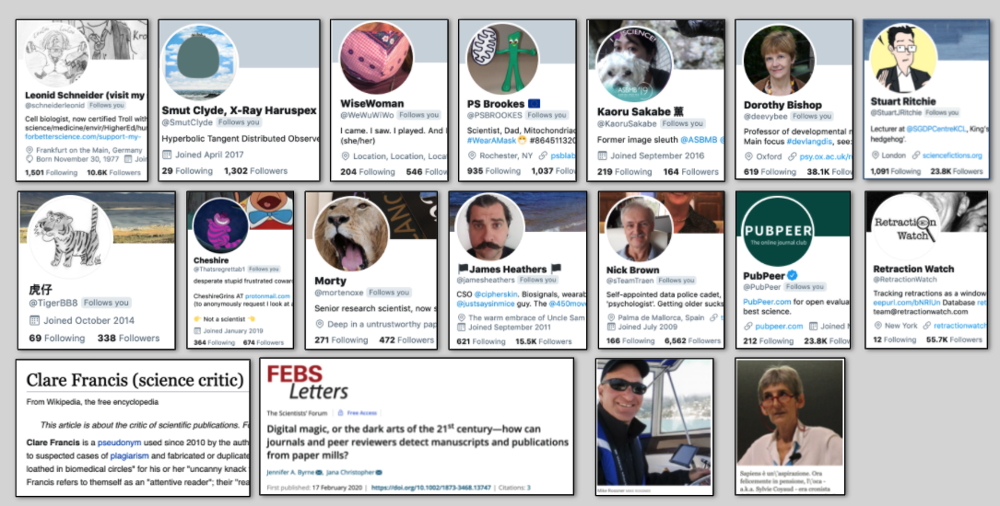 Leonid Schneider (visit my
@schneiderleonid Follows you
Cell biologist, now certified Troll with
science/medicine/envir/HigherEd/hu
forbetterscience.com/support-my-
Frankfurt on the Main, Germany
Born November 30, 1977 Joi
1,501 Following 10.6K Followers
Smut Clyde, X-Ray Haruspex
@SmutClyde Follows you
Hyperbolic Tangent Distributed Observe
Joined April 2017
29 Following 1,302 Followers
WiseWoman
@WeWuWiWo Follows you
I came. I saw. I played. And I
(she/her)
Location, Location, Loca
204 Following 546 Follo
PS Brookes
@PSBROOKES Follows you
Scientist, Dad, Mitochondriac
#WearAMask 😷 #864511320
Rochester, NY psblab
935 Following 1,037 Follo
SCIENCE!
ASBMB '19
Kaoru Sakabe 薫
@KaoruSakabe Follows you
Former image sleuth @ASBMB @
Joined September 2016
219 Following 164 Followers
Dorothy Bishop
@deevybee Follows you
Professor of developmental n
Main focus #devlangdis, see:
Oxford psy.ox.ac.uk/r
619 Following 38.1K Follo
Stuart Ritchie
@StuartJRitchie Follows you
Lecturer at @SGDPCentreKCL, King's
hedgehog'.
London sciencefictions.org
1,091 Following 23.8K Followers
虎仔
@TigerBB8 Follows you
Joined October 2014
69 Following 338 Followers
Cheshire
@Thatsregrettab1 Follows you
desperate stupid frustrated cowar
CheshireGrins AT protonmail.com
(to anonymously request I look at a
👉 Not a scientist 👈
Joined January 2019
364 Following 674 Followers
Morty
@mortenoxe Follows you
Senior research scientist, now s
Deep in a untrustworthy pap
271 Following 472 Followers
James Heathers
@jamesheathers Follows you
CSO @cipherskin. Biosignals, wearab
@justsaysinmice guy. The @450mov
The warm embrace of Uncle Sam
Joined September 2011
621 Following 15.5K Followers
Nick Brown
@sTeamTraen Follows you
Self-appointed data police cadet,
'psychologist'. Getting older sucks
Palma de Mallorca, Spain
Joined July 2009
166 Following 6,562 Followers
PUBPEER
The online journal club
PubPeer
@PubPeer Follows you
PubPeer.com for open evalua
best science.
pubpeer.com Joined
212 Following 23.8K Follo
Retraction
Watch
Retraction Watch
@RetractionWatch Follows you
Tracking retractions as a window
eepurl.com/bNRlUn Database ret
team@retractionwatch.com
New York retractionwatch
12 Following 55.7K Followers
Clare Francis (science critic)
From Wikipedia, the free encyclopedia
This article is about the critic of scientific publications. F
Clare Francis is a pseudonym used since 2010 by the auth
to suspected cases of plagiarism and fabricated or duplicate
loathed in biomedical circles" for his or her "uncanny knack
Francis refers to themself as an "attentive reader"; their "rea
FEBS
Letters
The Scientists' Forum Free Access
Digital magic, or the dark arts of the 21st century—how can
journals and peer reviewers detect manuscripts and publications
from paper mills?
Jennifer A. Byrne, Jana Christopher
First published: 17 February 2020 | https://doi.org/10.1002/1873-3468.13747 | Citations: 3
Sapiens è un\'aspirazione. Ora
felicemente in pensione, l\'oca -
a.k.a. Sylvie Coyaud - era cronista